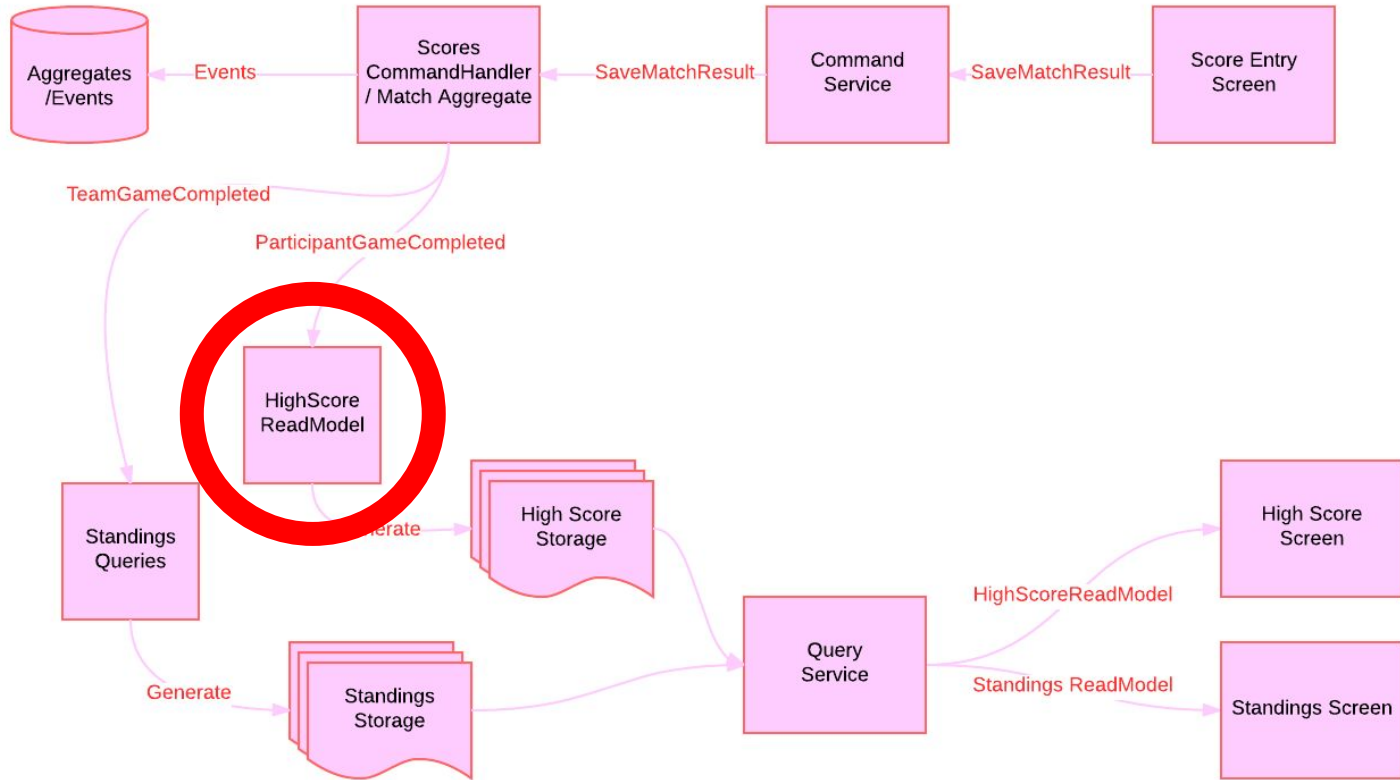 Aggregates
/Events
Events
Scores
CommandHandler
/ Match Aggregate
SaveMatchResult
Command
Service
SaveMatchResult
Score Entry
Screen
TeamGameCompleted
ParticipantGameCompleted
HighScore
ReadModel
Standings
Queries
High Score
Storage
High Score
Screen
HighScoreReadModel
Query
Service
Generate
Standings
Storage
Standings ReadModel
Standings Screen